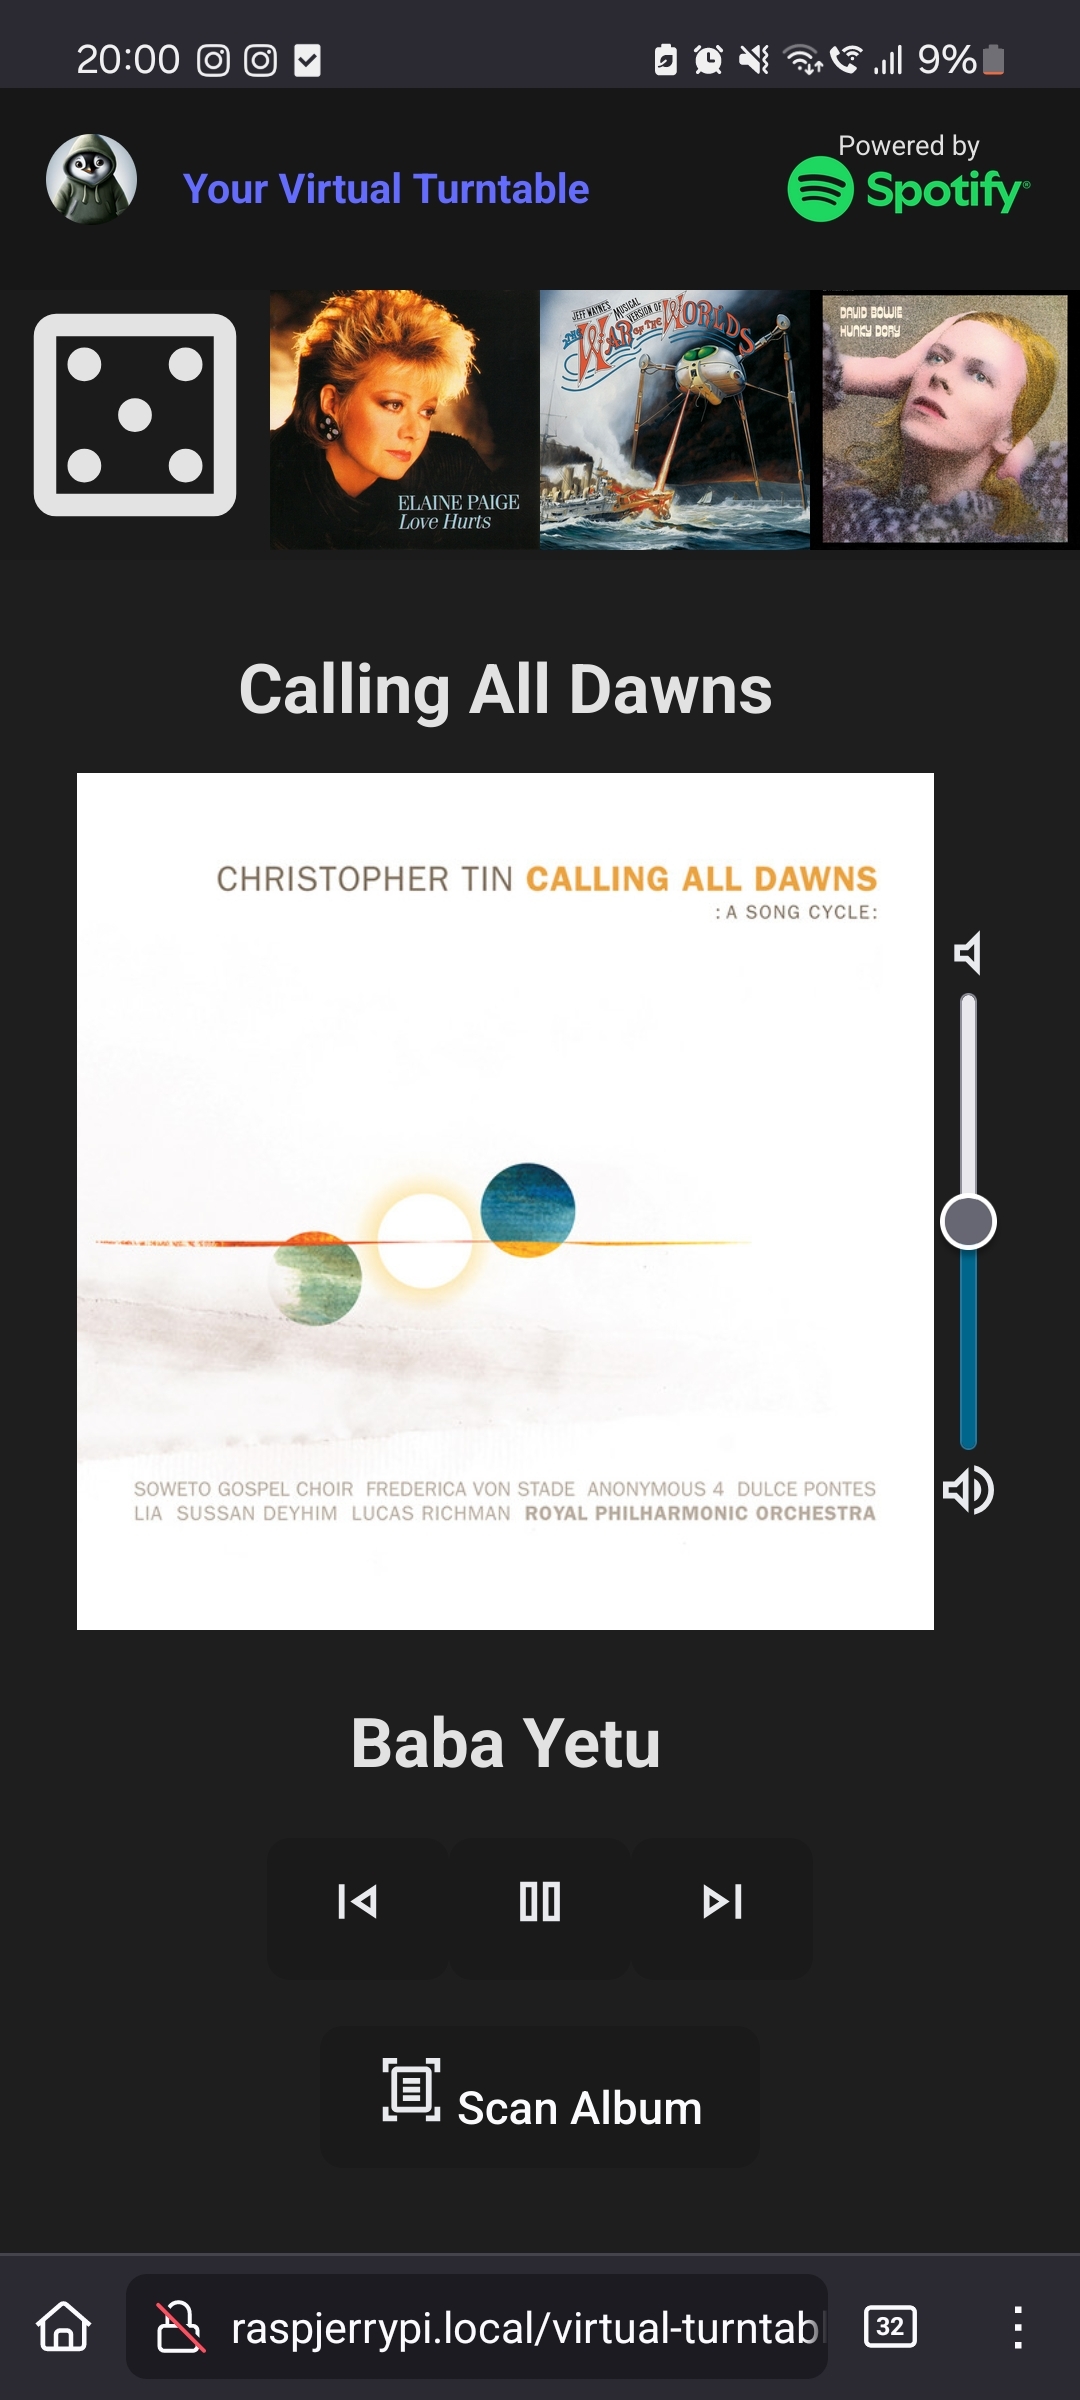 20:00
9%
Your Virtual Turntable
Powered by
Spotify®
ELAINE PAIGE
Love Hurts
JEFF WAYNE'S MUSICAL VERSION OF
THE WAR OF THE WORLDS
DAVID BOWIE
HUNKY DORY
Calling All Dawns
CHRISTOPHER TIN CALLING ALL DAWNS
: A SONG CYCLE:
SOWETO GOSPEL CHOIR FREDERICA VON STADE ANONYMOUS 4 DULCE PONTES
LIA SUSSAN DEYHIM LUCAS RICHMAN ROYAL PHILHARMONIC ORCHESTRA
Baba Yetu
Scan Album
raspjerrypi.local/virtual-turntabl
32